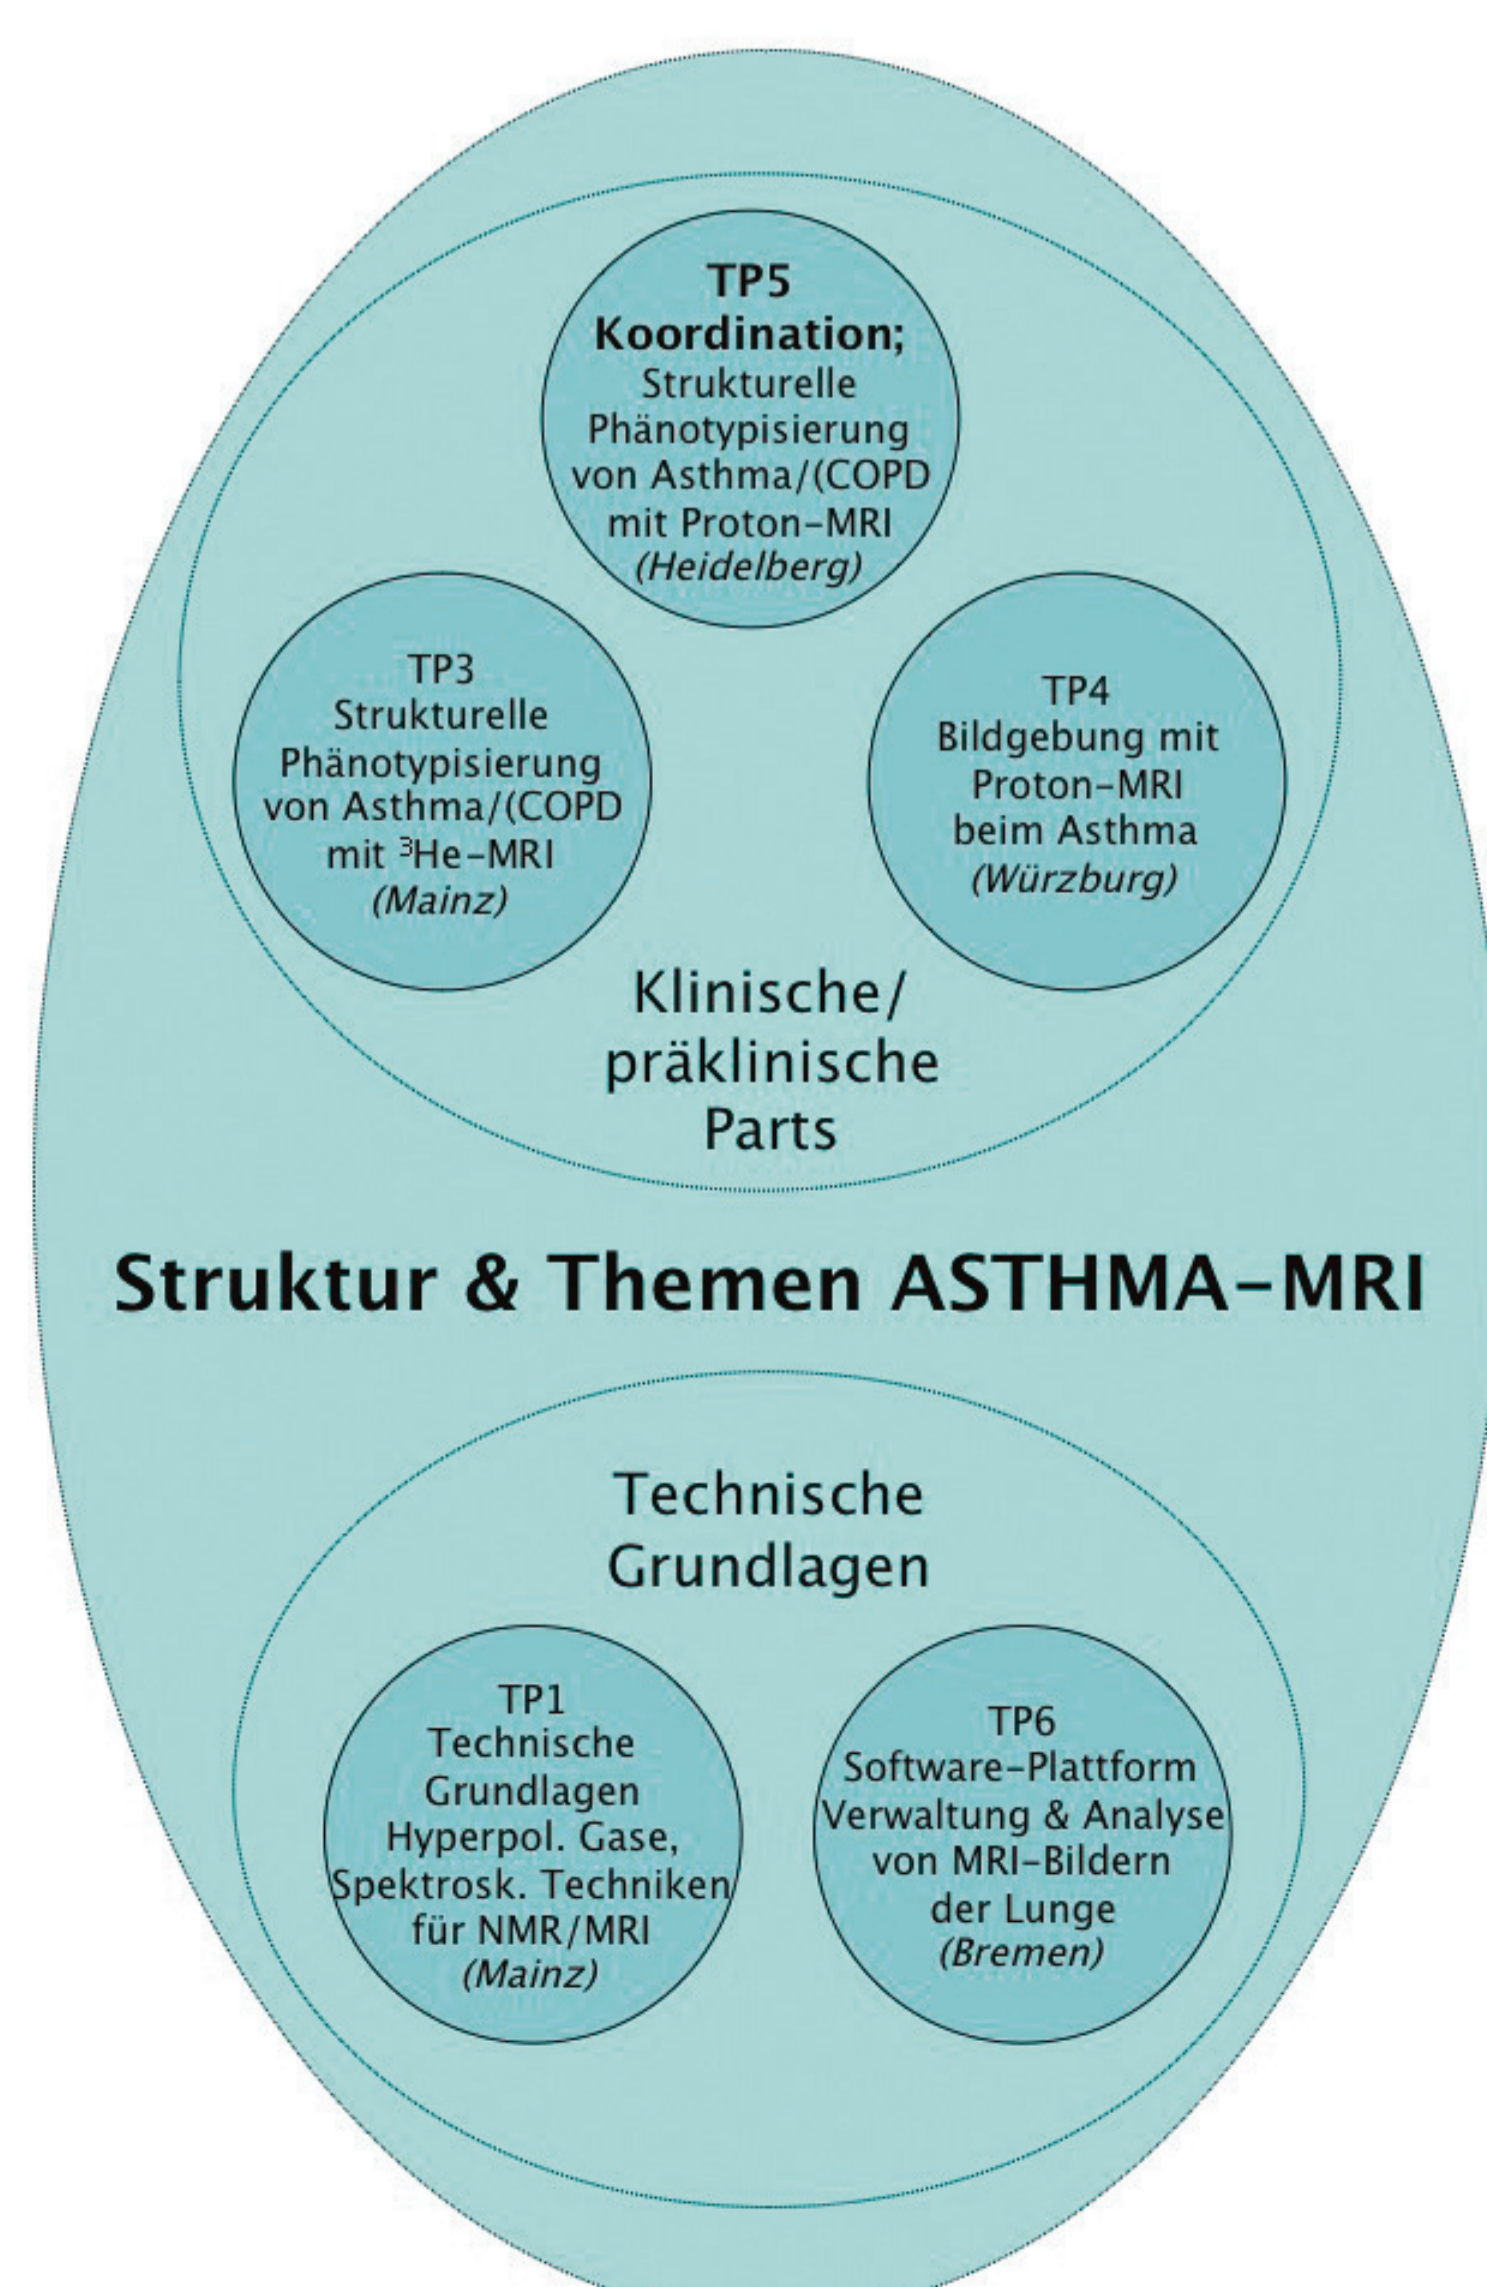 TP5
Koordination;
Strukturelle
Phänotypisierung
von Asthma/(COPD
mit Proton-MRI
(Heidelberg)
TP3
Strukturelle
Phänotypisierung
von Asthma/(COPD
mit ³He-MRI
(Mainz)
TP4
Bildgebung mit
Proton-MRI
beim Asthma
(Würzburg)
Klinische/
präklinische
Parts
Struktur & Themen ASTHMA-MRI
Technische
Grundlagen
TP1
Technische
Grundlagen
Hyperpol. Gase,
Spektrosk. Techniken
für NMR/MRI
(Mainz)
TP6
Software-Plattform
Verwaltung & Analyse
von MRI-Bildern
der Lunge
(Bremen)